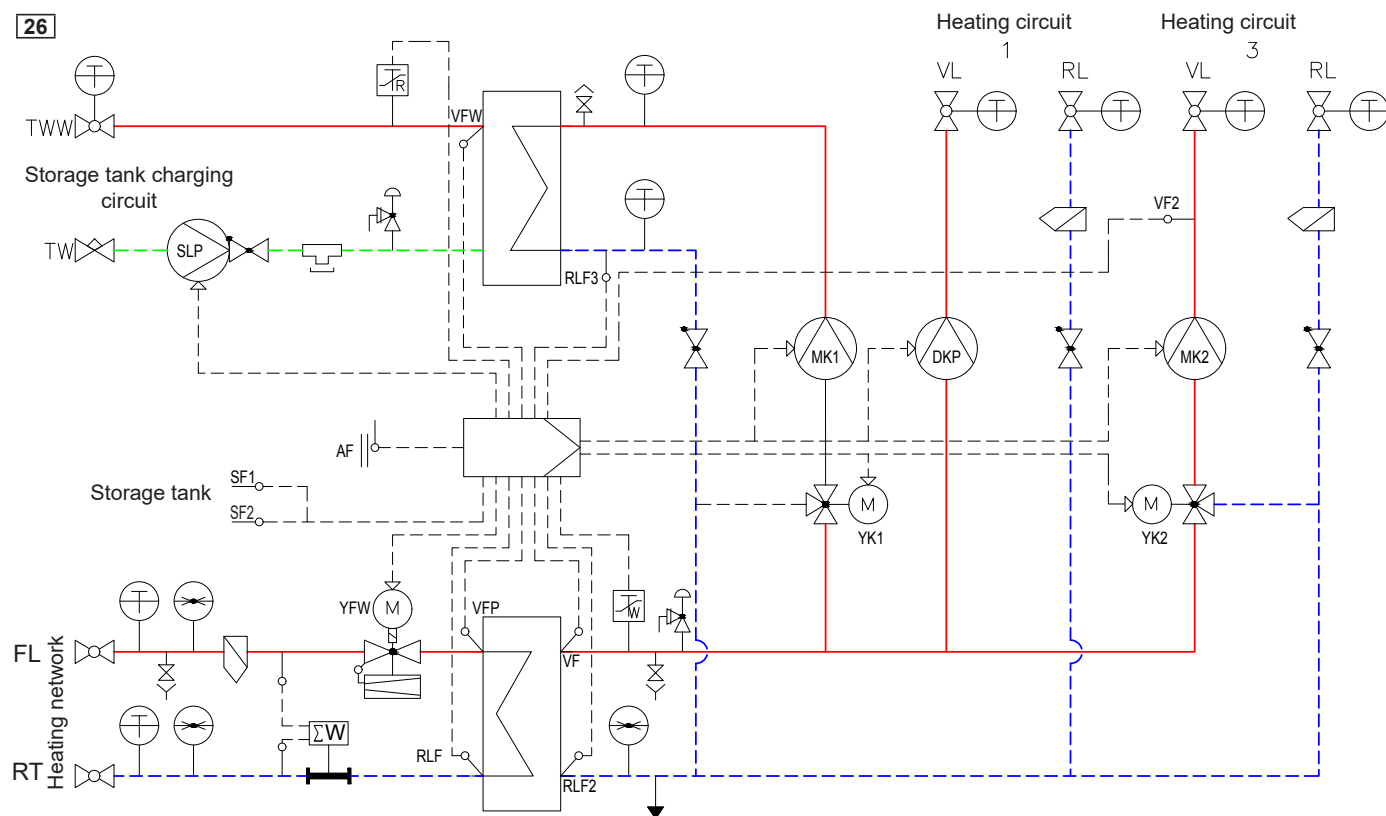 26
Heating circuit
1
Heating circuit
3
VL
RL
VL
RL
T
T
T
T
T
T
R
T
VFW
TWW
Storage tank charging
circuit
T
VF2
TW
SLP
RLF3
MK1
DKP
MK2
AF
SF1
Storage tank
SF2
M
YK1
M
YK2
T
YFW
M
VFP
W
FL
VF
Heating network
T
ΣW
RLF
RT
RLF2